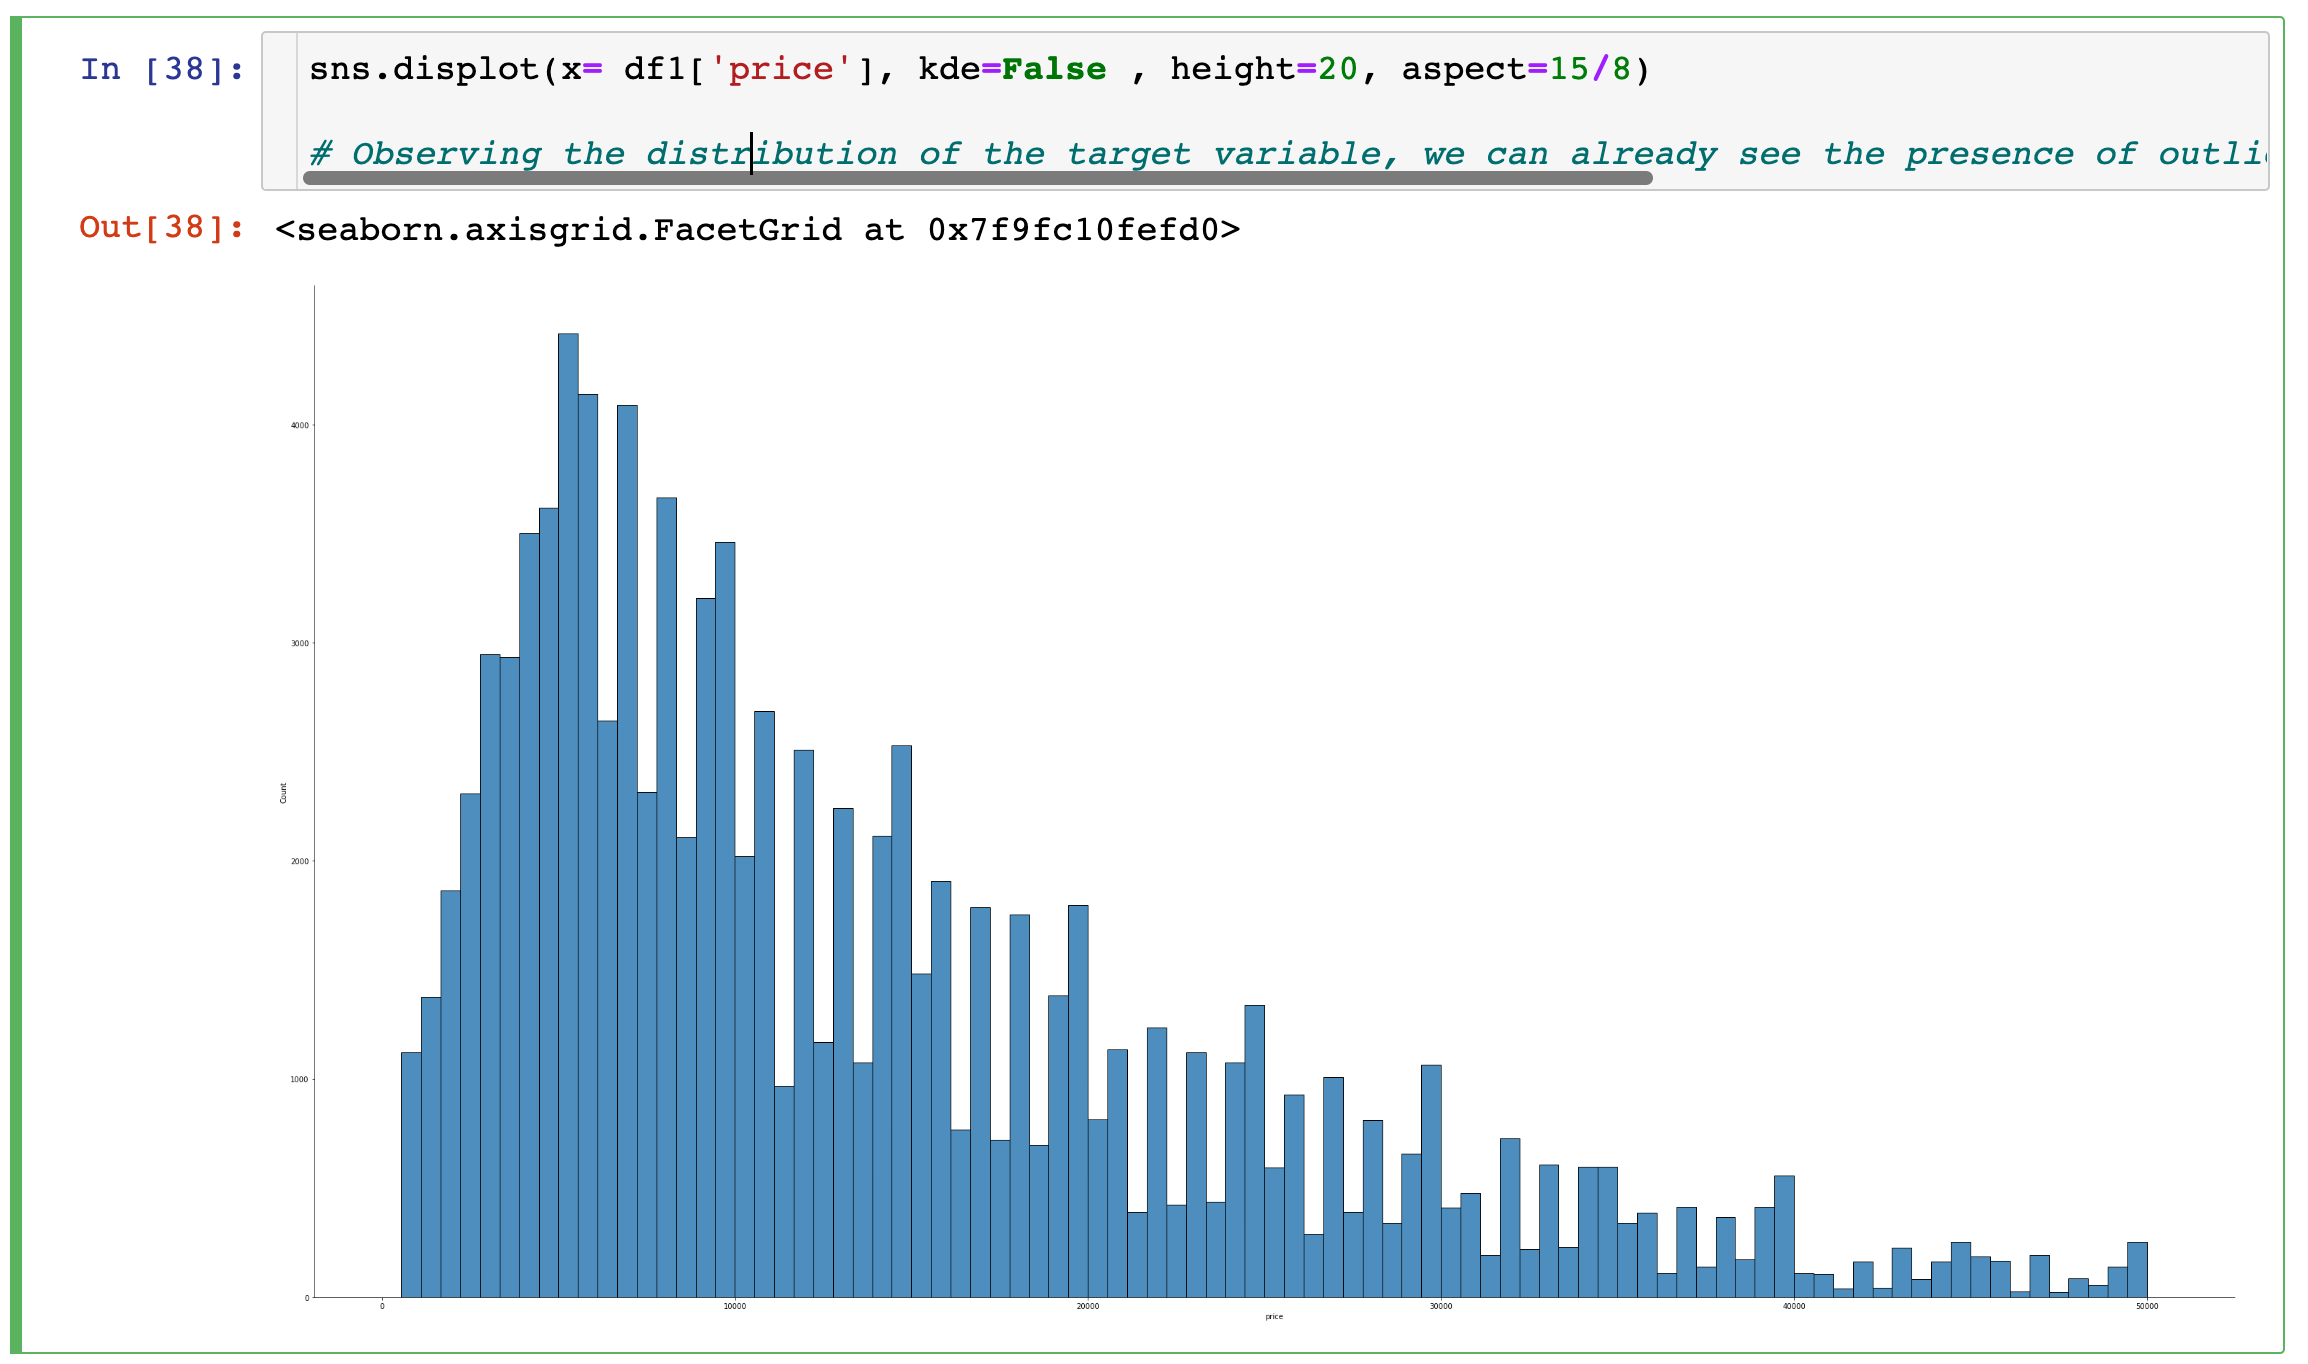 In [38]: sns.displot(x= df1['price'], kde=False , height=20, aspect=15/8)
# Observing the distribution of the target variable, we can already see the presence of
Out[38]: <seaborn.axisgrid.FacetGrid at 0x7f9fc10fefd0>
4000
3000
Count
2000
1000
0
0 10000 20000 30000 40000 50000
price